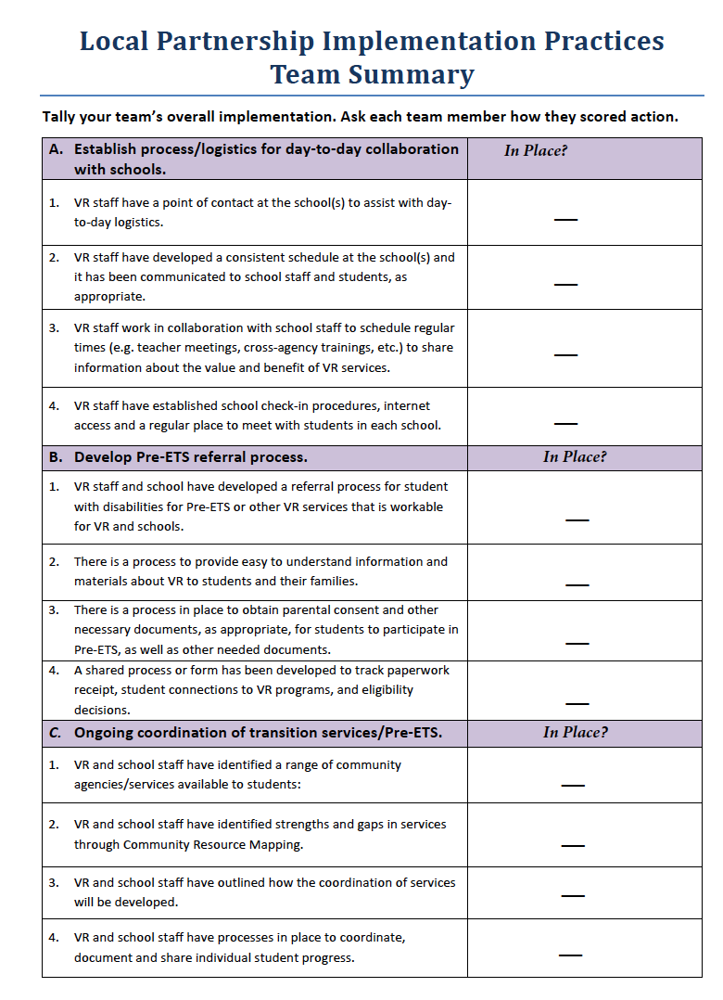 Local Partnership Implementation Practices
Team Summary
Tally your team’s overall implementation. Ask each team member how they scored action.
A. Establish process/logistics for day-to-day collaboration
with schools.
In Place?
1. VR staff have a point of contact at the school(s) to assist with day-
to-day logistics.
__
2. VR staff have developed a consistent schedule at the school(s) and
it has been communicated to school staff and students, as
appropriate.
__
3. VR staff work in collaboration with school staff to schedule regular
times (e.g. teacher meetings, cross-agency trainings, etc.) to share
information about the value and benefit of VR services.
__
4. VR staff have established school check-in procedures, internet
access and a regular place to meet with students in each school.
__
B. Develop Pre-ETS referral process.
In Place?
1. VR staff and school have developed a referral process for student
with disabilities for Pre-ETS or other VR services that is workable
for VR and schools.
__
2. There is a process to provide easy to understand information and
materials about VR to students and their families.
__
3. There is a process in place to obtain parental consent and other
necessary documents, as appropriate, for students to participate in
Pre-ETS, as well as other needed documents.
__
4. A shared process or form has been developed to track paperwork
receipt, student connections to VR programs, and eligibility
decisions.
__
C. Ongoing coordination of transition services/Pre-ETS.
In Place?
1. VR and school staff have identified a range of community
agencies/services available to students:
__
2. VR and school staff have identified strengths and gaps in services
through Community Resource Mapping.
__
3. VR and school staff have outlined how the coordination of services
will be developed.
__
4. VR and school staff have processes in place to coordinate,
document and share individual student progress.
__